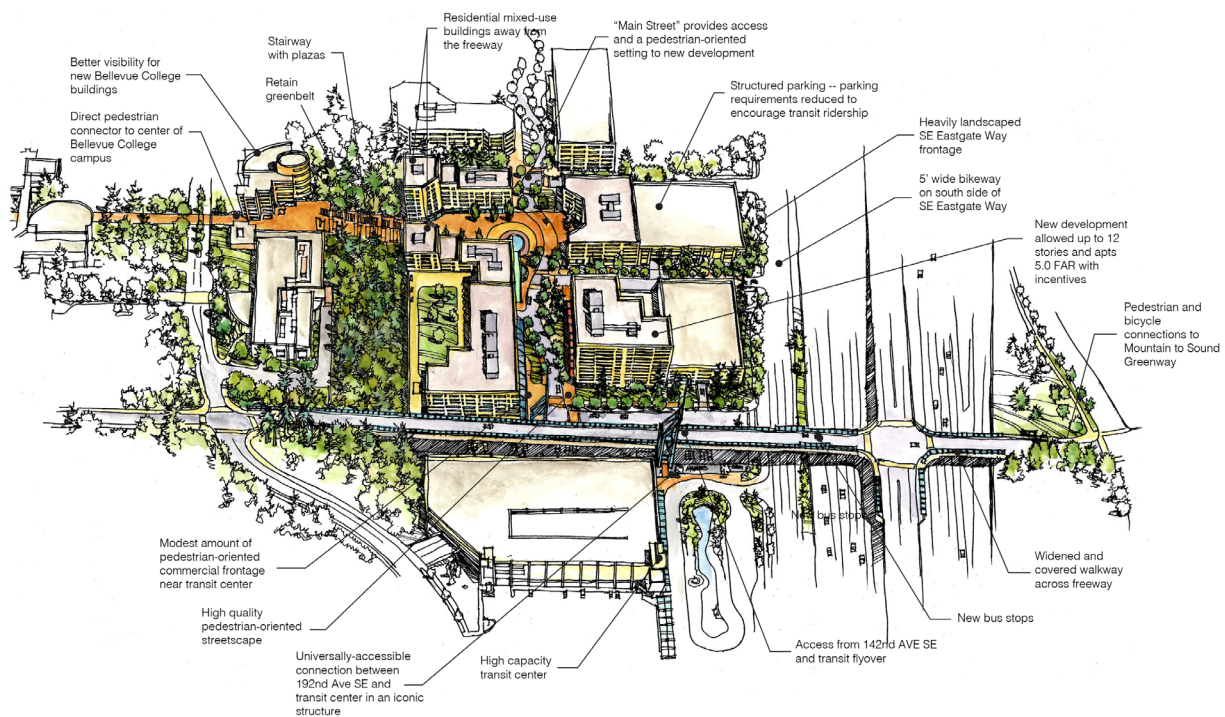 Residential mixed-use
buildings away from
the freeway
"Main Street" provides access
and a pedestrian-oriented
setting to new development
Stairway
with plazas
Better visibility for
new Bellevue College
buildings
Retain
greenbelt
Structured parking -- parking
requirements reduced to
encourage transit ridership
Direct pedestrian
connector to center of
Bellevue College
campus
Heavily landscaped
SE Eastgate Way
frontage
5' wide bikeway
on south side of
SE Eastgate Way
New development
allowed up to 12
stories and apts
5.0 FAR with
incentives
Pedestrian and
bicycle
connections to
Mountain to Sound
Greenway
New bus stops
Modest amount of
pedestrian-oriented
commercial frontage
near transit center
Widened and
covered walkway
across freeway
High quality
pedestrian-oriented
streetscape
New bus stops
Universally-accessible
connection between
192nd Ave SE and
transit center in an iconic
structure
High capacity
transit center
Access from 142nd AVE SE
and transit flyover